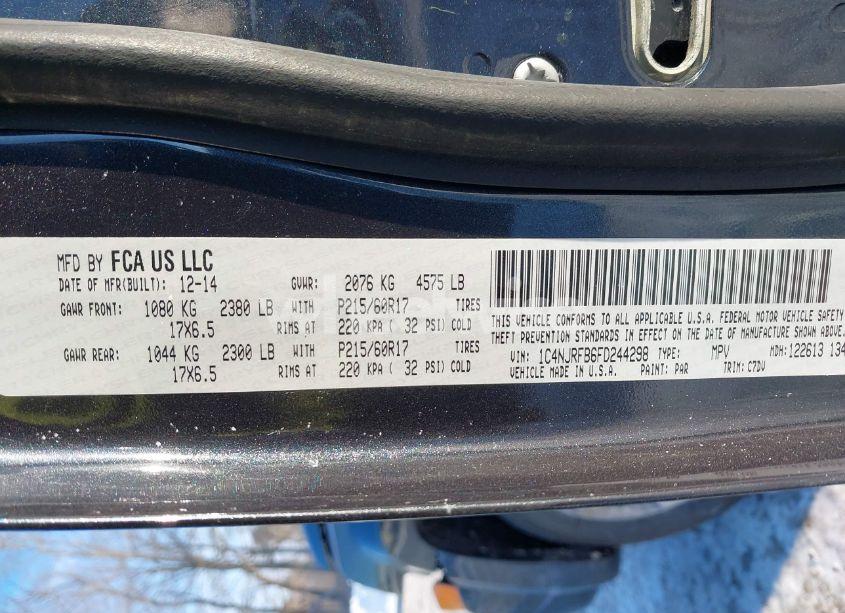 MFD BY FCA US LLC
DATE OF MFR(BUILT): 12-14 GVWR: 2076 KG 4575 LB
GAWR FRONT: 1080 KG 2380 LB WITH P215/60R17 TIRES
17X6.5 RIMS AT 220 KPA ( 32 PSI) COLD
GAWR REAR: 1044 KG 2300 LB WITH P215/60R17 TIRES
17X6.5 RIMS AT 220 KPA ( 32 PSI) COLD
THIS VEHICLE CONFORMS TO ALL APPLICABLE U.S.A. FEDERAL MOTOR VEHICLE SAFETY
THEFT PREVENTION STANDARDS IN EFFECT ON THE DATE OF MANUFACTURE SHOWN ABOVE.
VIN: 1C4NJRFB6FD244298 TYPE: MPV MDH: 122613 134
VEHICLE MADE IN U.S.A. PAINT: PAR TRIM: C7DV